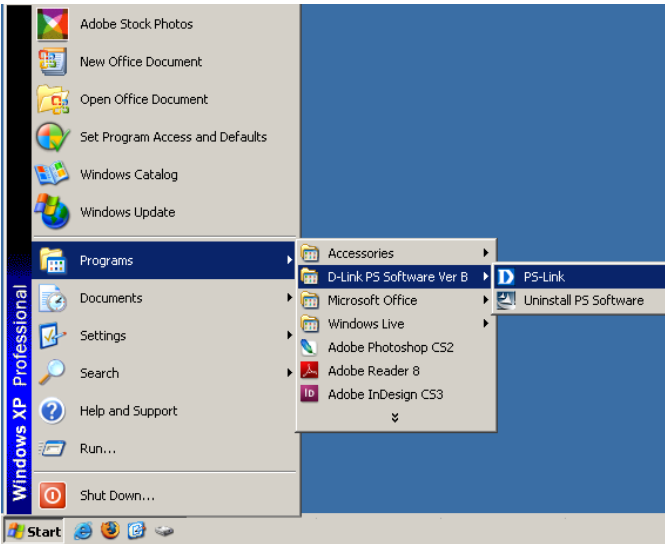 Adobe Stock Photos
New Office Document
Open Office Document
Set Program Access and Defaults
Windows Catalog
Windows Update
Programs
Documents
Settings
Search
Help and Support
Run...
Shut Down...
Windows XP Professional
Accessories
D-Link PS Software Ver B
Microsoft Office
Windows Live
Adobe Photoshop CS2
Adobe Reader 8
ID Adobe InDesign CS3
D PS-Link
Uninstall PS Software
Start